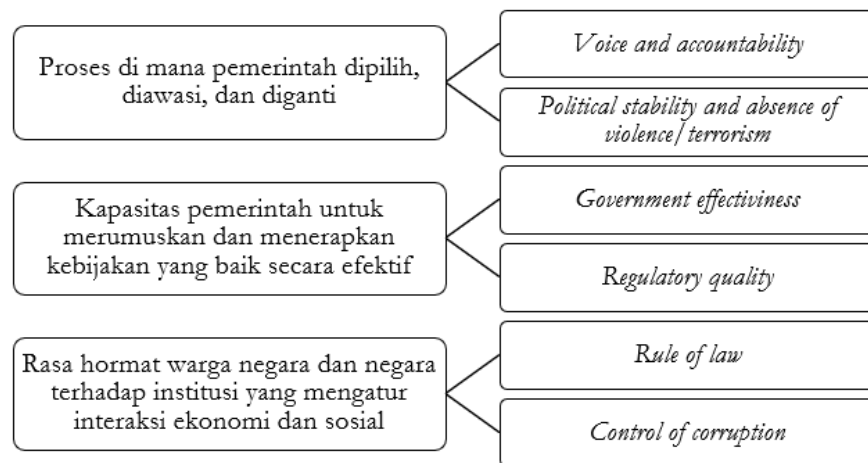 Proses di mana pemerintah dipilih,
diawasi, dan diganti
Voice and accountability
Political stability and absence of
violence/terrorism
Kapasitas pemerintah untuk
merumuskan dan menerapkan
kebijakan yang baik secara efektif
Government effectiviness
Regulatory quality
Rasa hormat warga negara dan negara
terhadap institusi yang mengatur
interaksi ekonomi dan sosial
Rule of law
Control of corruption